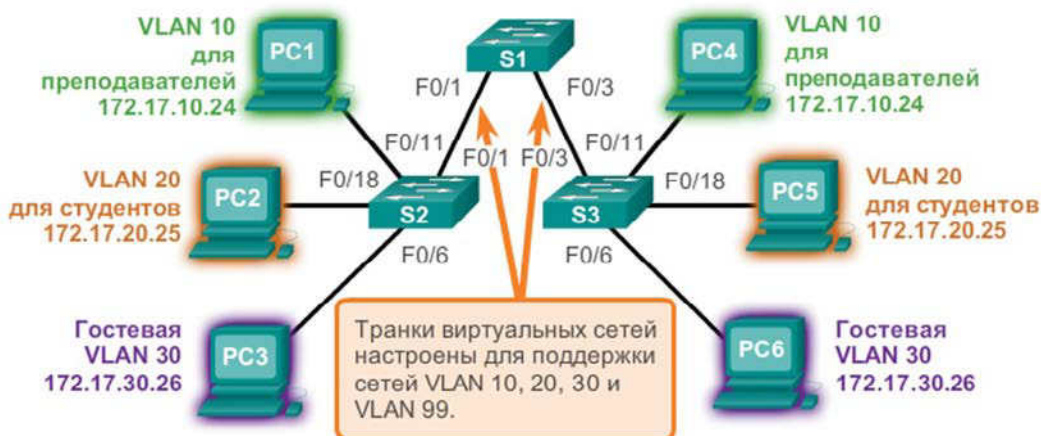 VLAN 10
для
преподавателей
172.17.10.24
PC1
S1
PC4
VLAN 10
для
преподавателей
172.17.10.24
F0/1
F0/3
F0/11
F0/1
F0/3
F0/11
VLAN 20
для студентов
172.17.20.25
PC2
F0/18
S2
S3
F0/18
PC5
VLAN 20
для студентов
172.17.20.25
F0/6
F0/6
Гостевая
VLAN 30
172.17.30.26
PC3
Транки виртуальных сетей
настроены для поддержки
сетей VLAN 10, 20, 30 и
VLAN 99.
PC6
Гостевая
VLAN 30
172.17.30.26